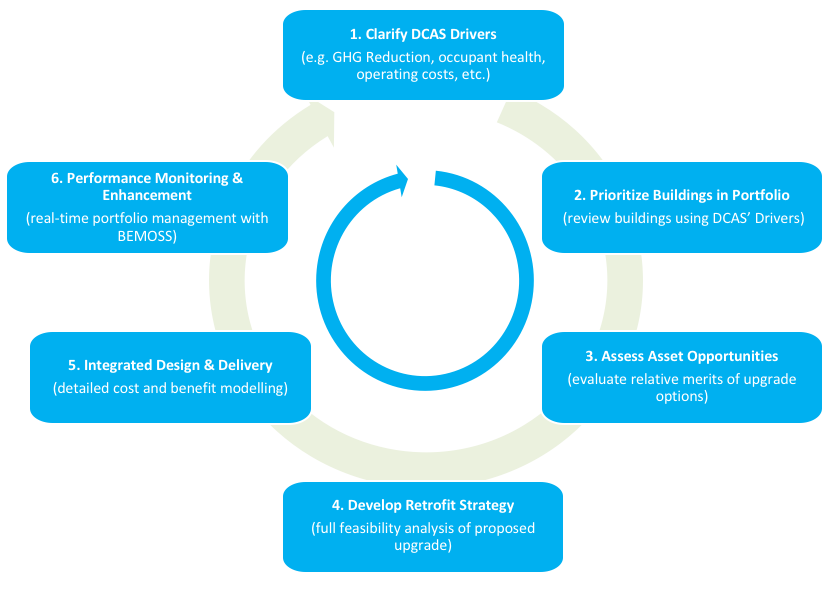 1. Clarify DCAS Drivers
(e.g. GHG Reduction, occupant health,
operating costs, etc.)
2. Prioritize Buildings in Portfolio
(review buildings using DCAS’ Drivers)
3. Assess Asset Opportunities
(evaluate relative merits of upgrade
options)
4. Develop Retrofit Strategy
(full feasibility analysis of proposed
upgrade)
5. Integrated Design & Delivery
(detailed cost and benefit modelling)
6. Performance Monitoring &
Enhancement
(real-time portfolio management with
BEMOSS)